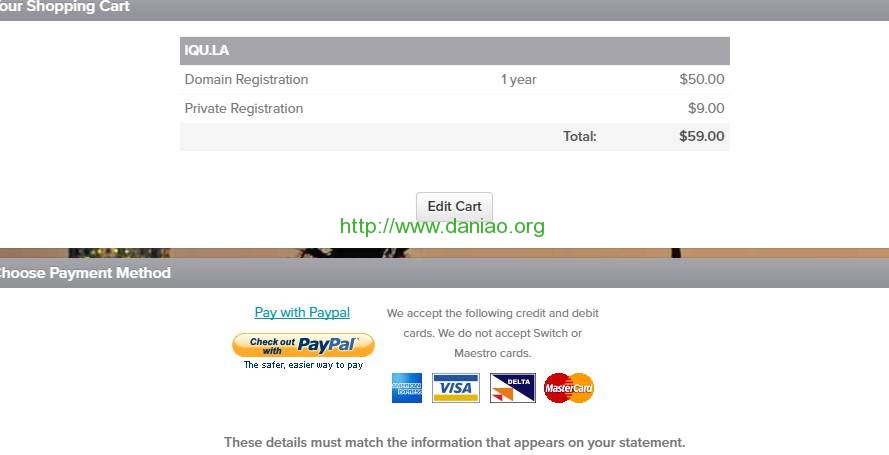 our Shopping Cart
IQU.LA
Domain Registration 1 year $50.00
Private Registration $9.00
Total: $59.00
Edit Cart
http://www.daniao.org
hoose Payment Method
Pay with Paypal
Check out
with PayPal
The safer, easier way to pay
We accept the following credit and debit
cards. We do not accept Switch or
Maestro cards.
AMERICAN
EXPRESS
VISA
DELTA
MasterCard
These details must match the information that appears on your statement.